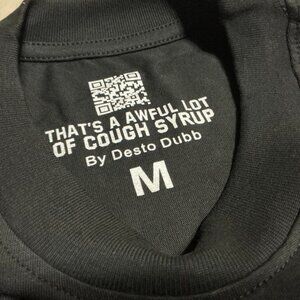 THAT'S A AWFUL LOT
OF COUGH SYRUP
By Desto Dubb
M